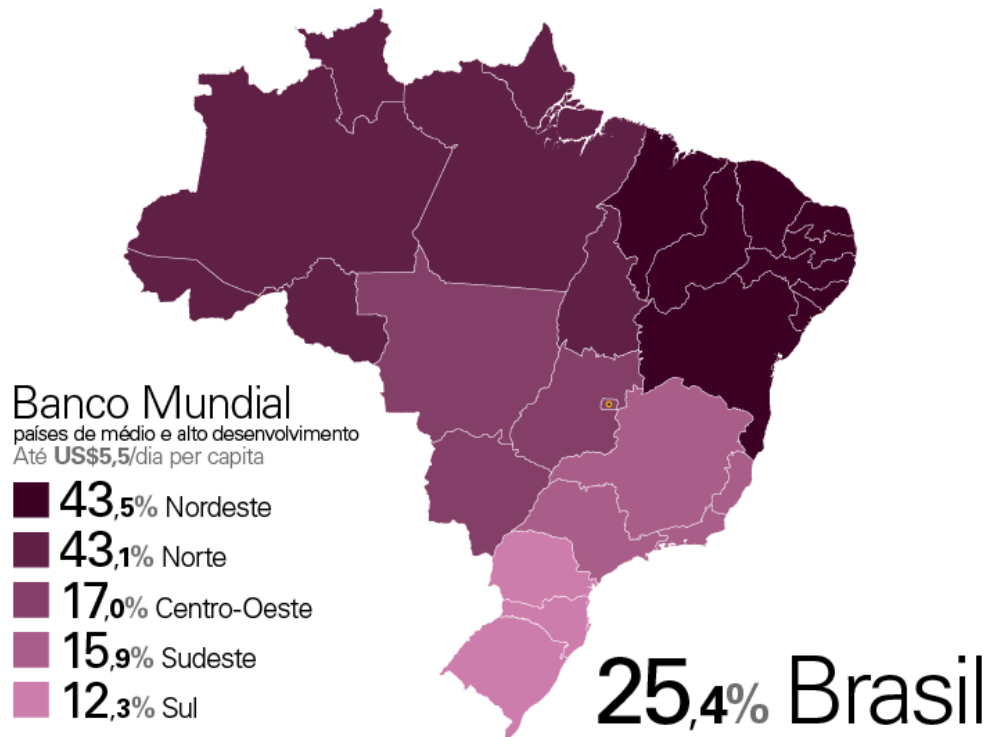 Banco Mundial
países de médio e alto desenvolvimento
Até US$5,5/dia per capita
43,5% Nordeste
43,1% Norte
17,0% Centro-Oeste
15,9% Sudeste
12,3% Sul
25,4% Brasil